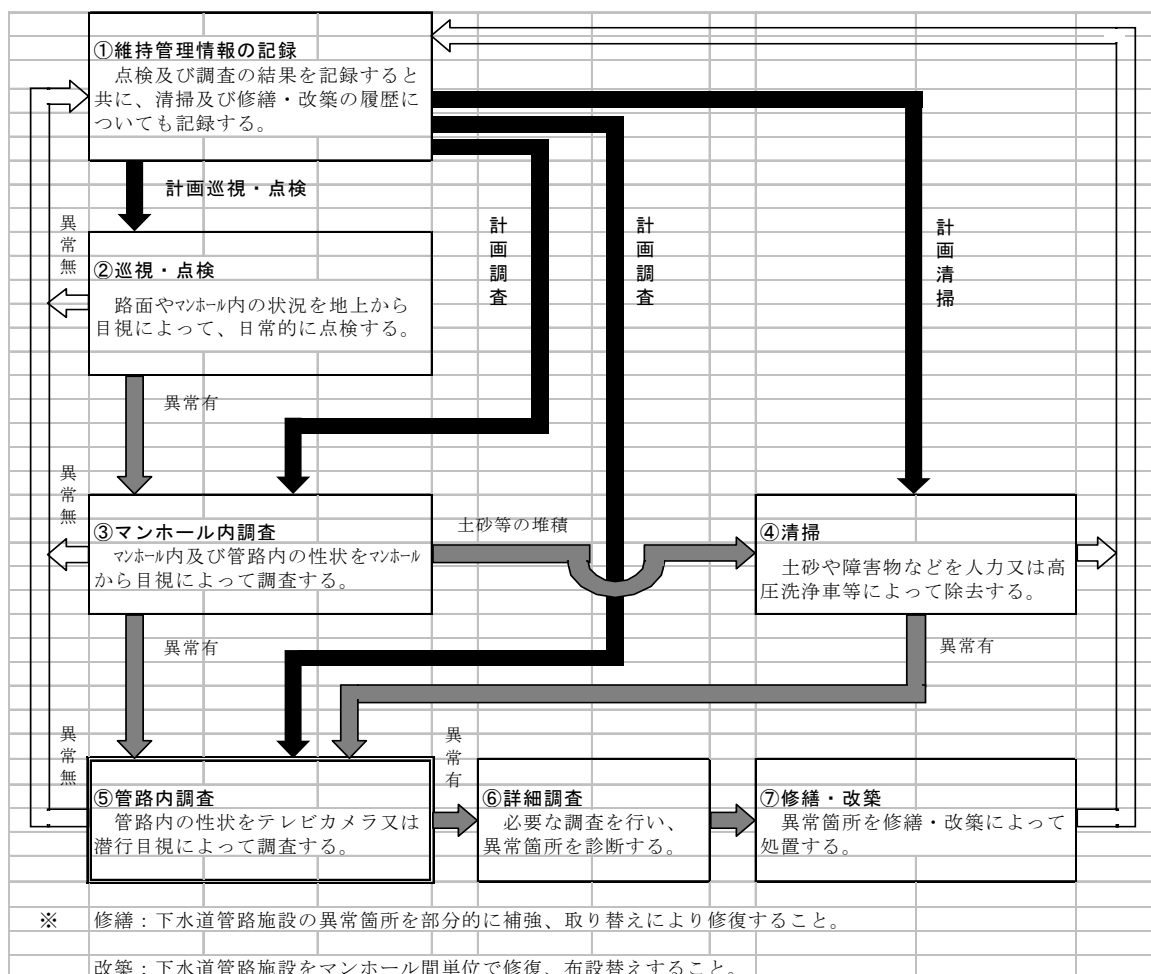 ①維持管理情報の記録
点検及び調査の結果を記録すると
共に、清掃及び修繕・改築の履歴に
ついても記録する。
計画巡視・点検
異常無
②巡視・点検
路面やマンホール内の状況を地上から
目視によって、日常的に点検する。
計画調査
計画調査
計画清掃
異常有
異常無
③マンホール内調査
マンホール内及び管路内の性状をマンホール
から目視によって調査する。
土砂等の堆積
④清掃
土砂や障害物などを人力又は高
圧洗浄車等によって除去する。
異常有
異常有
異常無
⑤管路内調査
管路内の性状をテレビカメラ又は
潜行目視によって調査する。
異常有
⑥詳細調査
必要な調査を行い、
異常箇所を診断する。
⑦修繕・改築
異常箇所を修繕・改築によって
処置する。
※ 修繕：下水道管路施設の異常箇所を部分的に補強、取り替えにより修復すること。
改築：下水道管路施設をマンホール間単位で修復、布設替えすること。